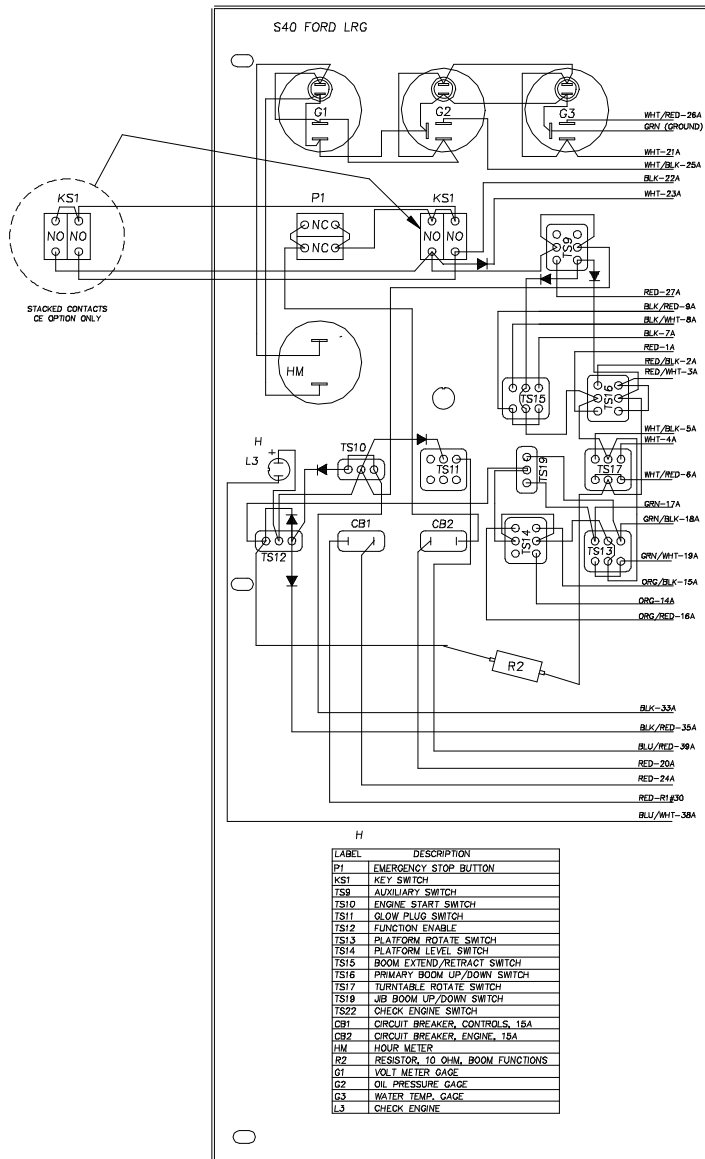 S40 FORD LRG
G1
G2
G3
WHT/RED-26A
GRN (GROUND)
WHT-21A
WHT/BLK-25A
BLK-22A
WHT-23A
KS1
P1
KS1
NO NO
NC
NC
NO NO
TS9
STACKED CONTACTS
CE OPTION ONLY
RED-27A
BLK/RED-9A
BLK/WHT-8A
BLK-7A
RED-1A
RED/BLK-2A
RED/WHT-3A
HM
TS15
TS16
WHT/BLK-5A
WHT-4A
H
L3
+
TS10
TS11
TS19
TS17
WHT/RED-6A
GRN-17A
GRN/BLK-18A
CB1
CB2
TS12
TS14
TS13
GRN/WHT-19A
ORG/BLK-15A
ORG-14A
ORG/RED-16A
R2
BLK-33A
BLK/RED-35A
BLU/RED-39A
RED-20A
RED-24A
RED-R1#30
BLU/WHT-38A
H
LABEL DESCRIPTION
P1 EMERGENCY STOP BUTTON
KS1 KEY SWITCH
TS9 AUXILIARY SWITCH
TS10 ENGINE START SWITCH
TS11 GLOW PLUG SWITCH
TS12 FUNCTION ENABLE
TS13 PLATFORM ROTATE SWITCH
TS14 PLATFORM LEVEL SWITCH
TS15 BOOM EXTEND/RETRACT SWITCH
TS16 PRIMARY BOOM UP/DOWN SWITCH
TS17 TURNTABLE ROTATE SWITCH
TS19 JIB BOOM UP/DOWN SWITCH
TS22 CHECK ENGINE SWITCH
CB1 CIRCUIT BREAKER, CONTROLS, 15A
CB2 CIRCUIT BREAKER, ENGINE, 15A
HM HOUR METER
R2 RESISTOR, 10 OHM, BOOM FUNCTIONS
G1 VOLT METER GAGE
G2 OIL PRESSURE GAGE
G3 WATER TEMP. GAGE
L3 CHECK ENGINE